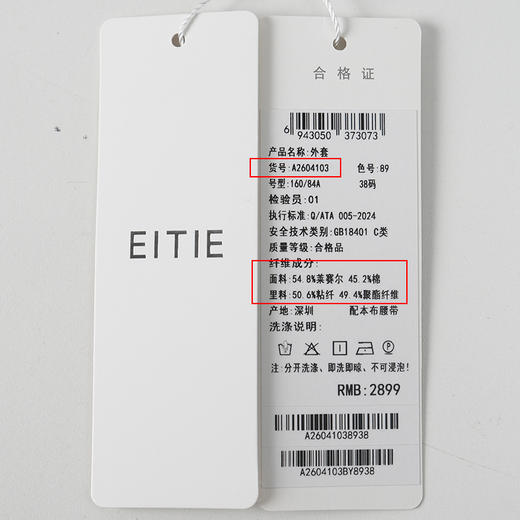 EITIE
合格证
6 943050 373073
产品名称:外套
货号:A2604103 色号:89
号型:160/84A 38码
检验员:01
执行标准:Q/ATA 005-2024
安全技术类别:GB18401 C类
质量等级:合格品
纤维成分:
面料:54.8%莱赛尔 45.2%棉
里料:50.6%粘纤 49.4%聚酯纤维
产地:深圳 配本布腰带
洗涤说明:
注:分开洗涤、即洗即晾、不可浸泡!
RMB:2899
A26041038938
A2604103BY8938